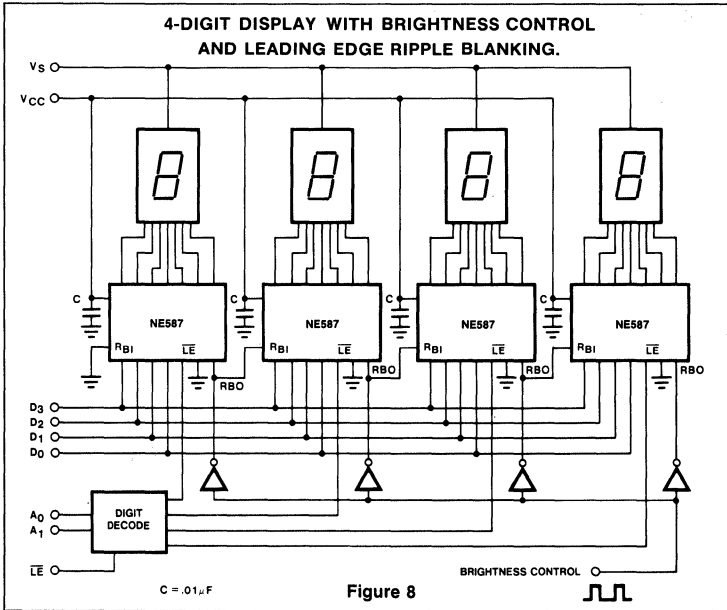 4-DIGIT DISPLAY WITH BRIGHTNESS CONTROL
AND LEADING EDGE RIPPLE BLANKING.
VS
VCC
C
C
C
C
NE587
NE587
NE587
NE587
RBI LE
RBI LE
RBI LE
RBI LE
RBO
RBO
RBO
RBO
D3
D2
D1
D0
A0
A1
DIGIT
DECODE
LE
BRIGHTNESS CONTROL
C = .01μF
Figure 8